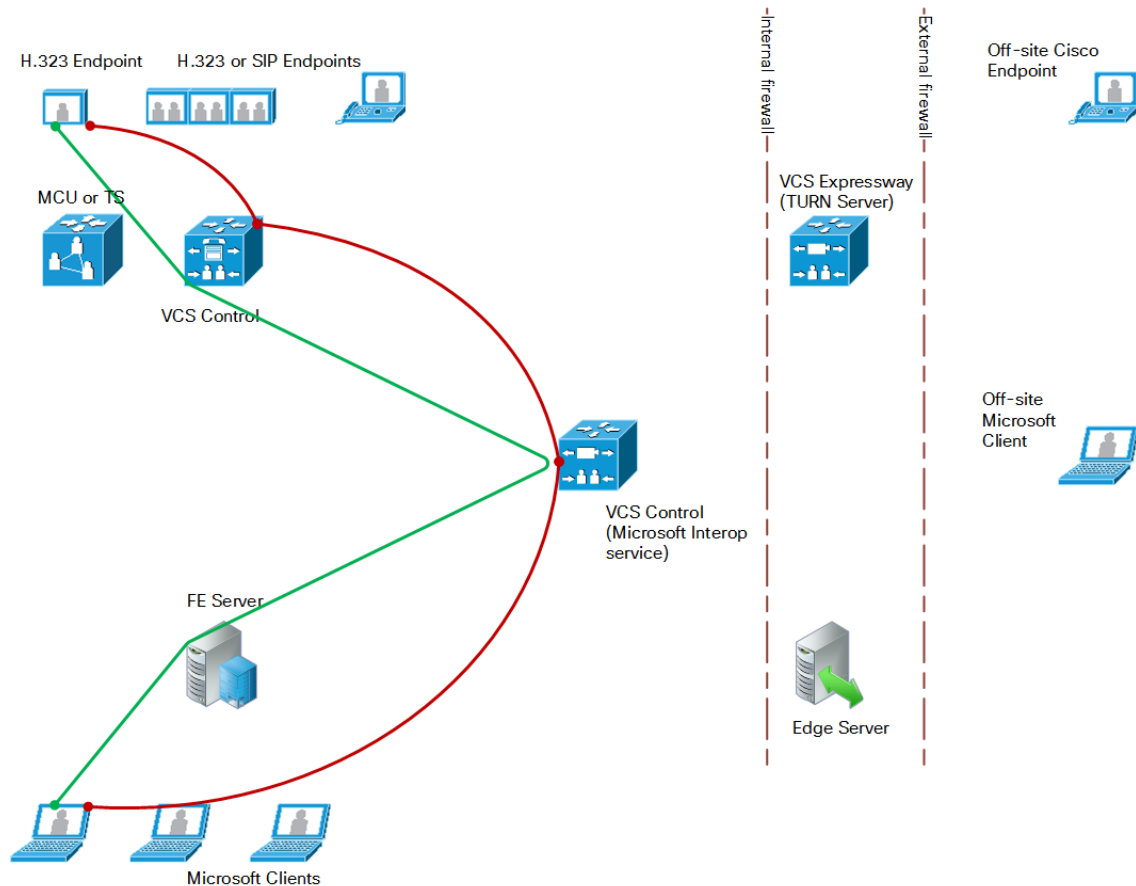 H.323 Endpoint
H.323 or SIP Endpoints
Internal firewall
External firewall
Off-site Cisco
Endpoint
MCU or TS
VCS Control
VCS Expressway
(TURN Server)
Off-site
Microsoft
Client
VCS Control
(Microsoft Interop
service)
FE Server
Edge Server
Microsoft Clients